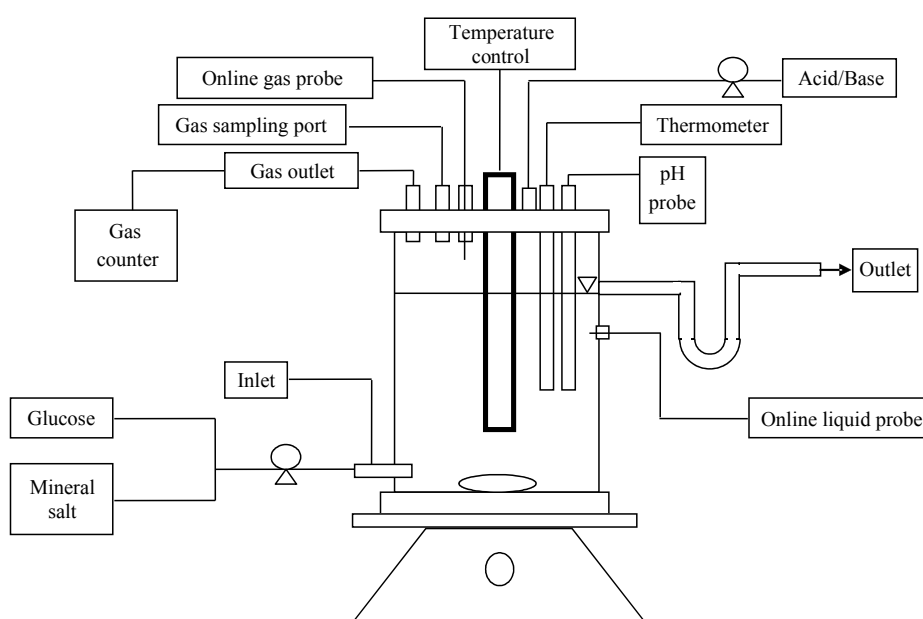 Temperature
control
Online gas probe
Acid/Base
Gas sampling port
Thermometer
Gas outlet
pH
probe
Gas
counter
Outlet
Inlet
Glucose
Online liquid probe
Mineral
salt